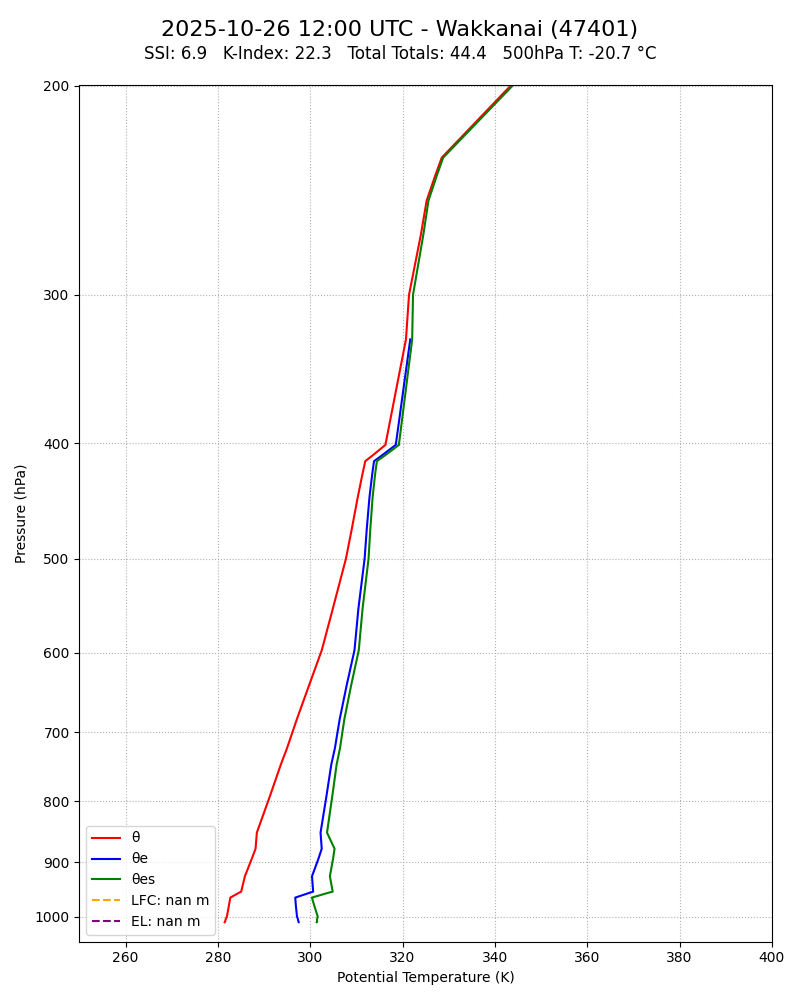 2025-10-26 12:00 UTC - Wakkanai (47401)
SSI: 6.9   K-Index: 22.3   Total Totals: 44.4   500hPa T: -20.7 °C
200
300
400
500
600
700
800
900
1000
Pressure (hPa)
θ
θe
θes
LFC: nan m
EL: nan m
260
280
300
320
340
360
380
400
Potential Temperature (K)